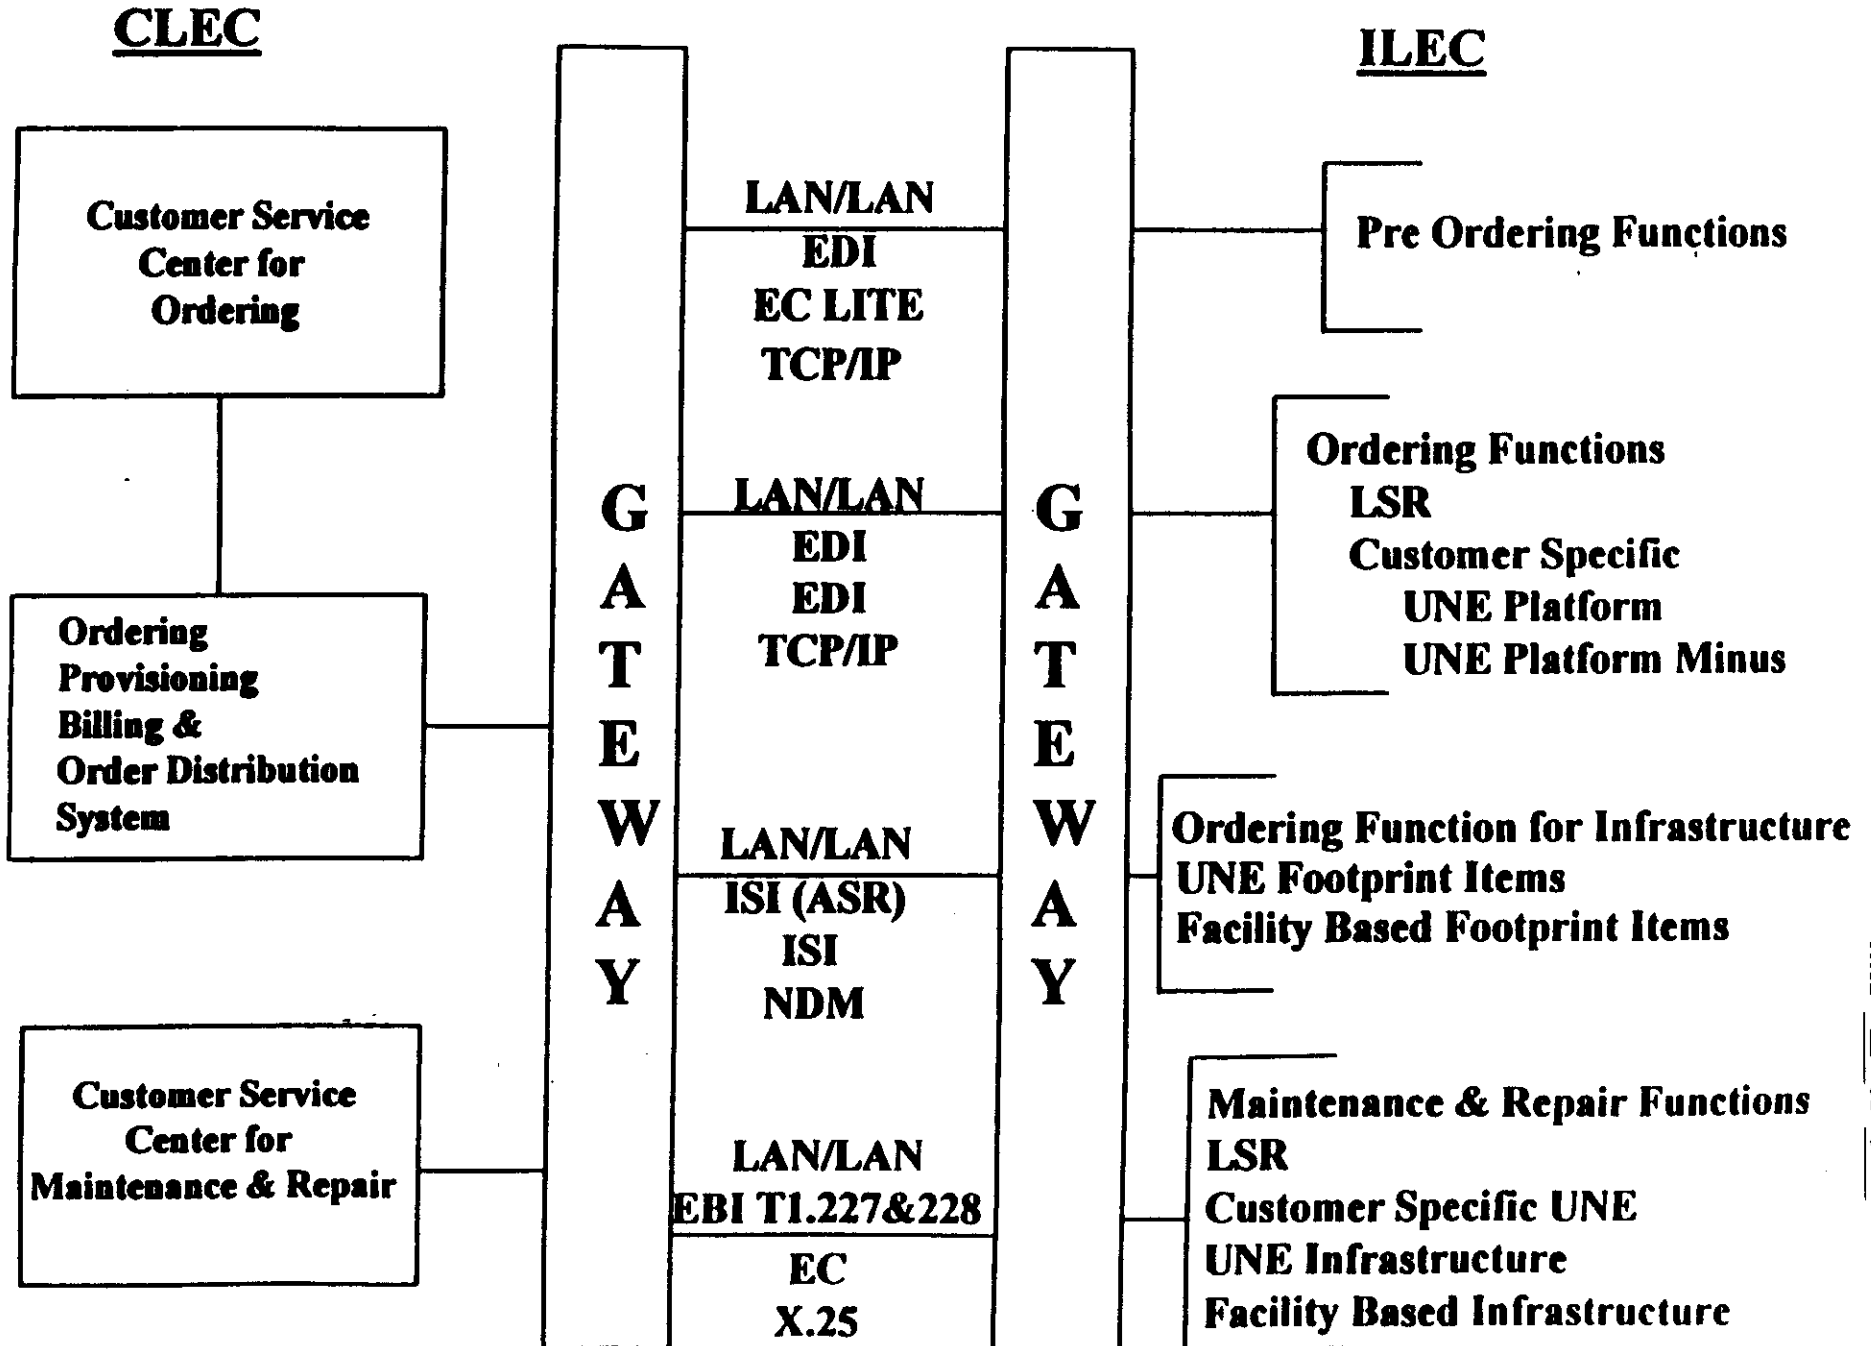 CLEC
ILEC
Customer Service
Center for
Ordering
Ordering
Provisioning
Billing &
Order Distribution
System
Customer Service
Center for
Maintenance & Repair
GATEWAY
LAN/LAN
EDI
EC LITE
TCP/IP
LAN/LAN
EDI
EDI
TCP/IP
LAN/LAN
ISI (ASR)
ISI
NDM
LAN/LAN
EBI T1.227&228
EC
X.25
GATEWAY
Pre Ordering Functions
Ordering Functions
LSR
Customer Specific
UNE Platform
UNE Platform Minus
Ordering Function for Infrastructure
UNE Footprint Items
Facility Based Footprint Items
Maintenance & Repair Functions
LSR
Customer Specific UNE
UNE Infrastructure
Facility Based Infrastructure